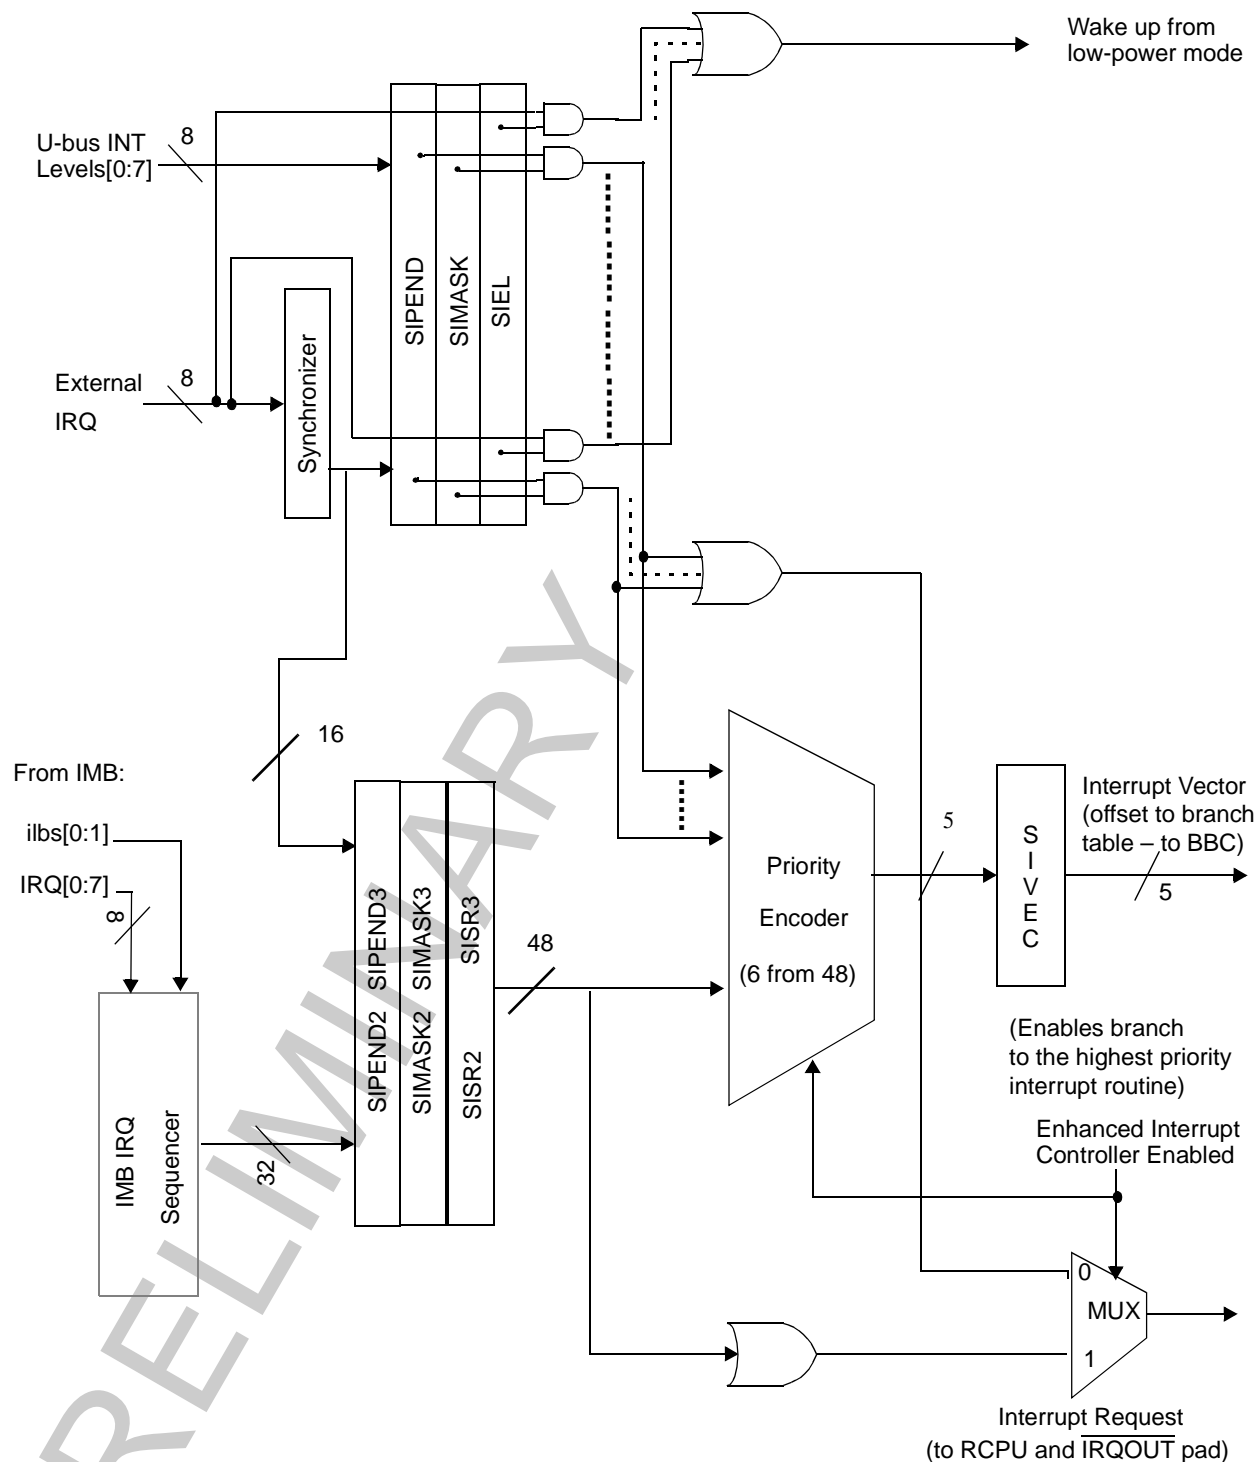 Wake up from
low-power mode
U-bus INT
Levels[0:7]
8
SIPEND
SIMASK
SIEL
External
IRQ
8
Synchronizer
16
From IMB:
ilbs[0:1]
IRQ[0:7]
8
IMB IRQ
Sequencer
32
SIPEND2 SIPEND3
SIMASK2 SIMASK3
SISR2 SISR3
48
Priority
Encoder
(6 from 48)
5
S
I
V
E
C
Interrupt Vector
(offset to branch
table – to BBC)
5
(Enables branch
to the highest priority
interrupt routine)
Enhanced Interrupt
Controller Enabled
0
MUX
1
Interrupt Request
(to RCPU and IRQOUT pad)
RELIMINARY